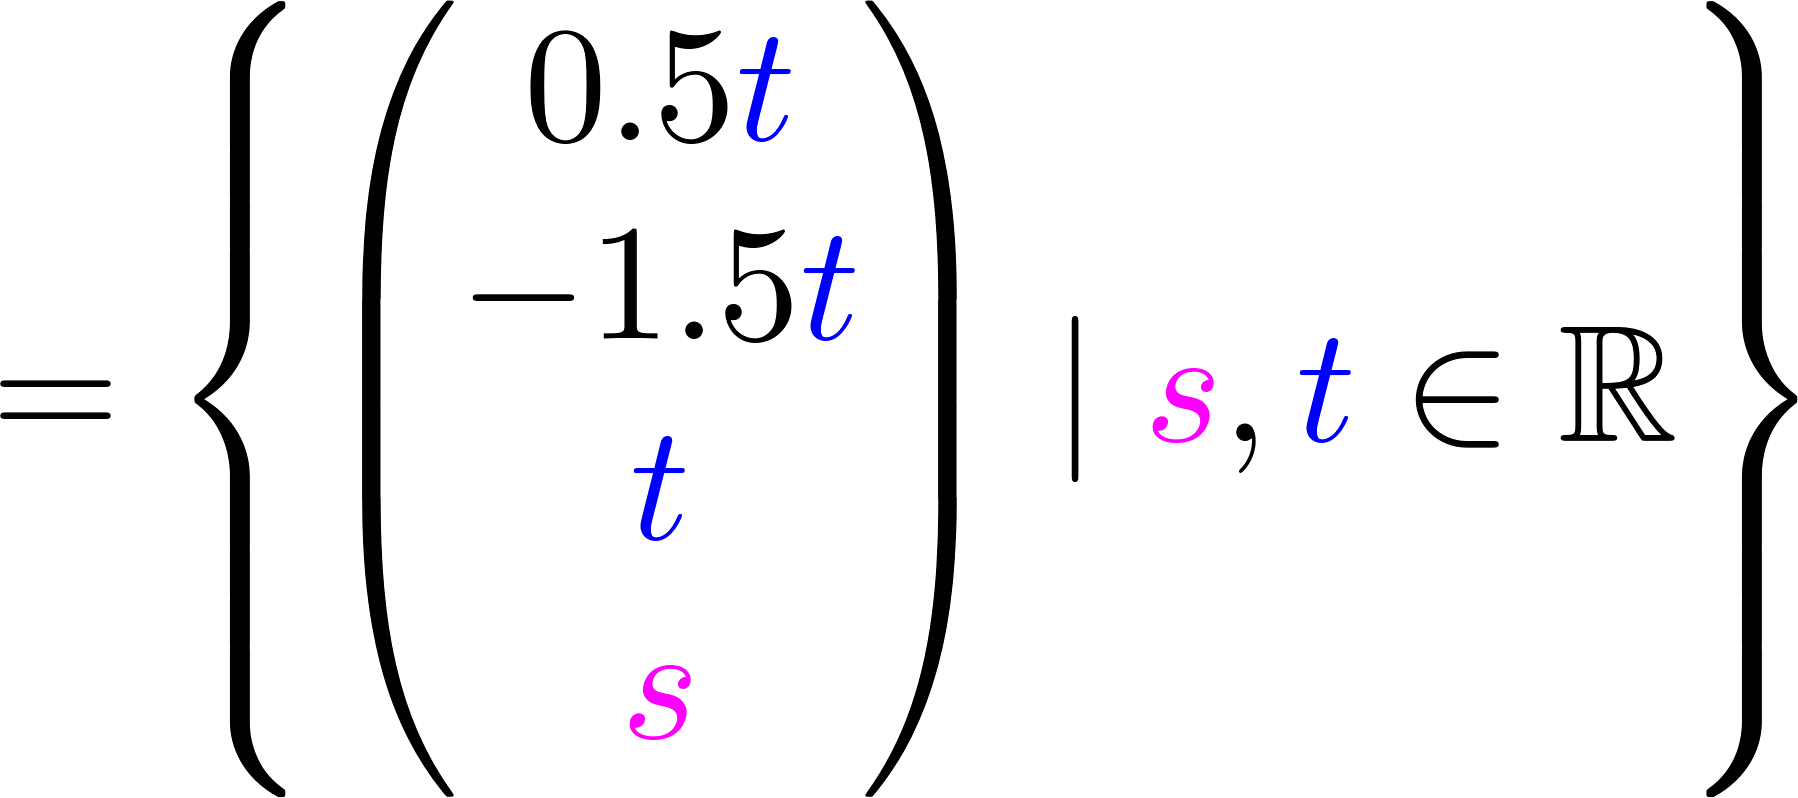 = { ( 0.5t
−1.5t
t
s ) | s, t ∈ ℝ }